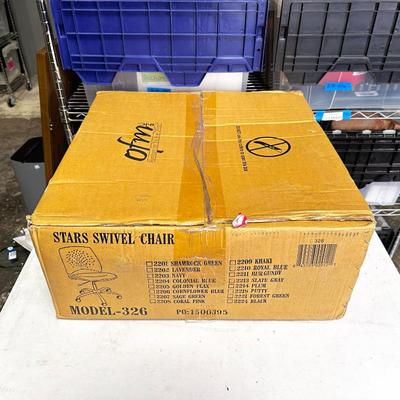 ofm
STARS SWIVEL CHAIR
326
2201 SHAMROCK GREEN
2202 LAVENDER
2203 NAVY
2204 COLONIAL BLUE
2205 GOLDEN FLAX
2206 CORNFLOWER BLUE
2207 SAGE GREEN
2208 CORAL PINK
2209 KHAKI
2210 ROYAL BLUE
2211 BURGUNDY
2213 SLATE GRAY
2214 PLUM
2218 PUTTY
2221 FOREST GREEN
2224 BLACK
MODEL-326
PO:1500395